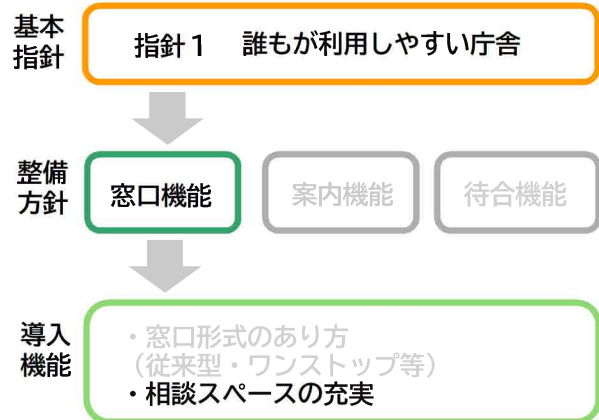 基本
指針
指針１　誰もが利用しやすい庁舎
整備
方針
窓口機能
案内機能
待合機能
導入
機能
・窓口形式のあり方
（従来型・ワンストップ等）
・相談スペースの充実